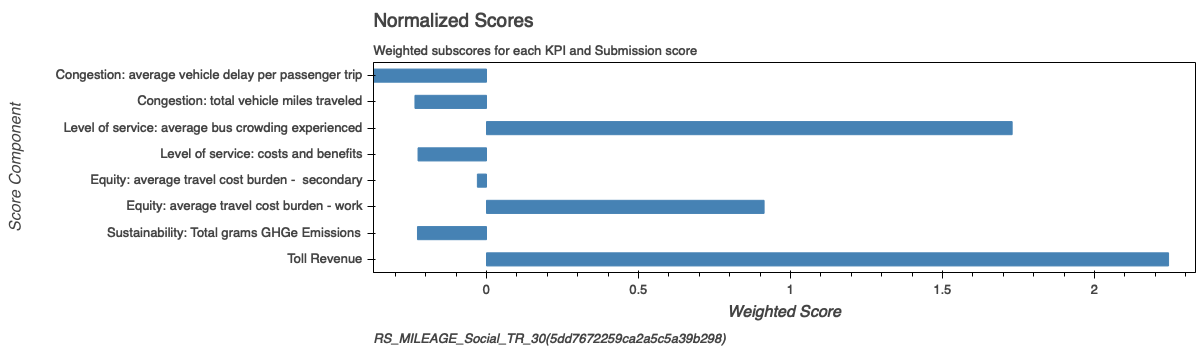 Normalized Scores
Weighted subscores for each KPI and Submission score
Score Component
Congestion: average vehicle delay per passenger trip
Congestion: total vehicle miles traveled
Level of service: average bus crowding experienced
Level of service: costs and benefits
Equity: average travel cost burden -  secondary
Equity: average travel cost burden - work
Sustainability: Total grams GHGe Emissions
Toll Revenue
0 0.5 1 1.5 2
Weighted Score
RS_MILEAGE_Social_TR_30(5dd7672259ca2a5c5a39b298)